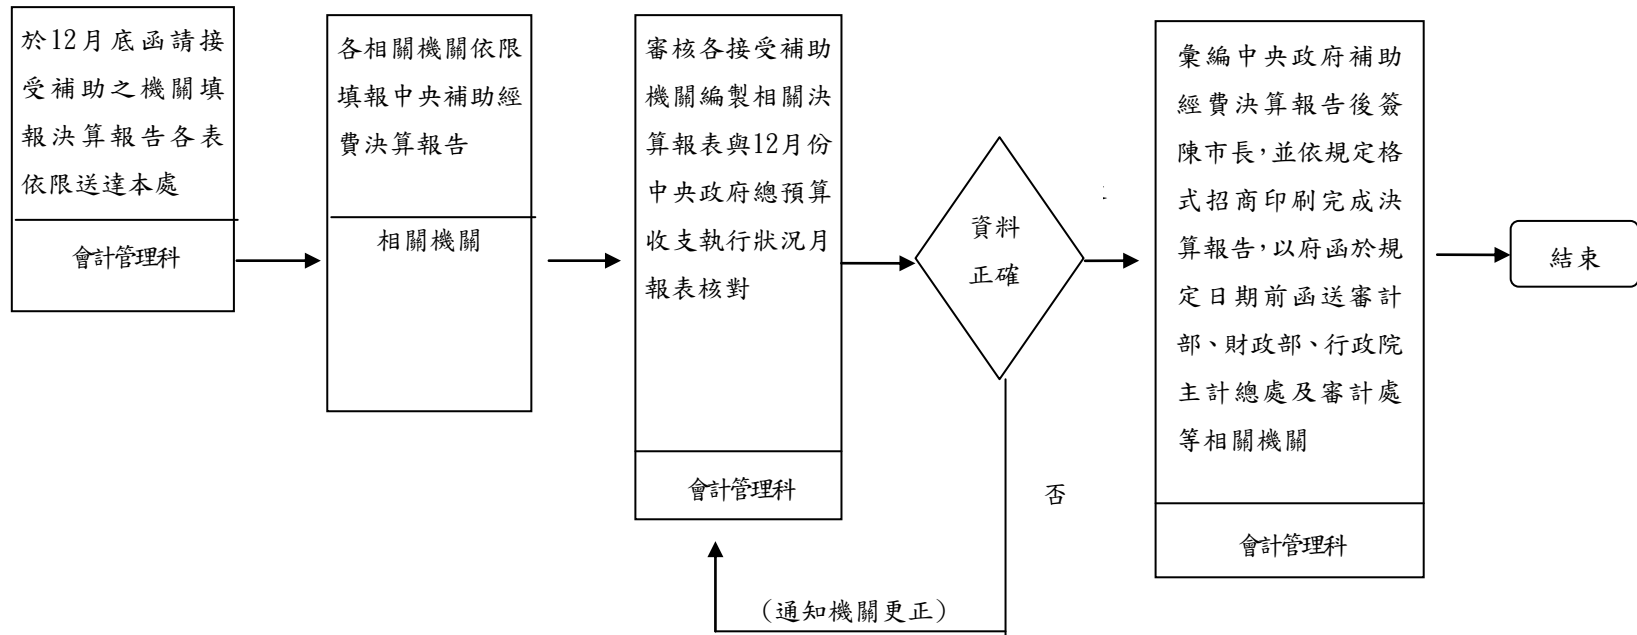 於12月底函請接
受補助之機關填
報決算報告各表
依限送達本處
會計管理科
各相關機關依限
填報中央補助經
費決算報告
相關機關
審核各接受補助
機關編製相關決
算報表與12月份
中央政府總預算
收支執行狀況月
報表核對
會計管理科
資料
正確
否
(通知機關更正)
彙編中央政府補助
經費決算報告後簽
陳市長，並依規定格
式招商印刷完成決
算報告，以府函於規
定日期前函送審計
部、財政部、行政院
主計總處及審計處
等相關機關
會計管理科
結束